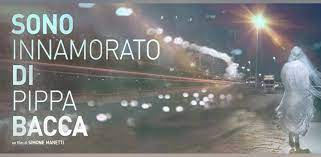 SONO
INNAMORATO
DI
PIPPA
BACCA
un film di SIMONE MANETTI